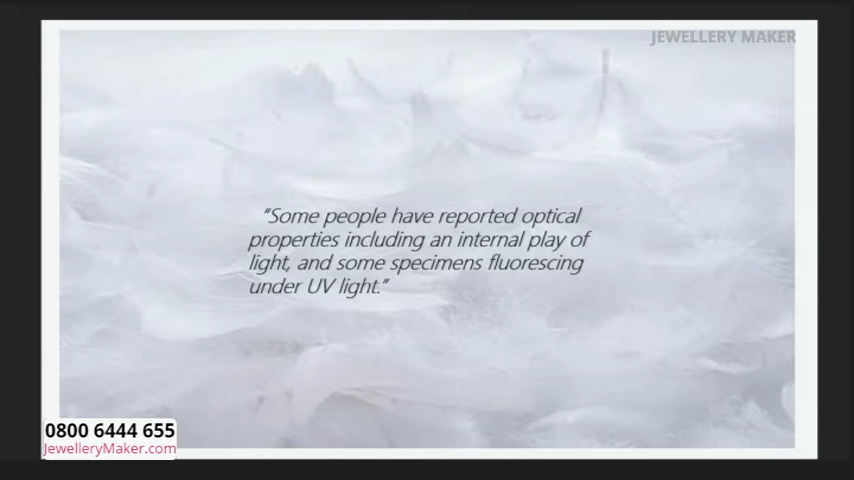 JEWELLERY MAKER
"Some people have reported optical
properties including an internal play of
light, and some specimens fluorescing
under UV light."
0800 6444 655
JewelleryMaker.com